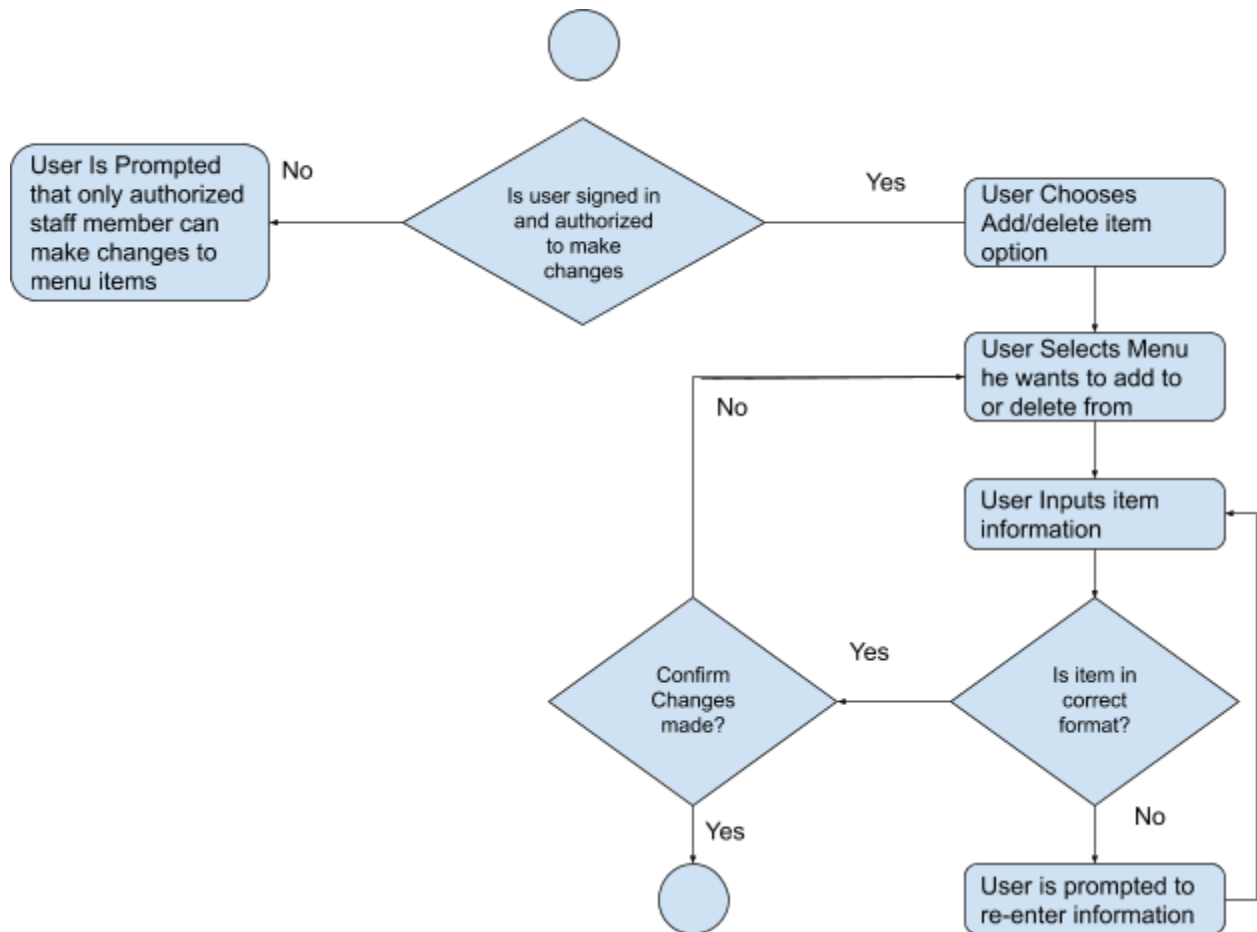 User Is Prompted
that only authorized
staff member can
make changes to
menu items
No
Is user signed in
and authorized
to make
changes
Yes
User Chooses
Add/delete item
option
User Selects Menu
he wants to add to
or delete from
No
User Inputs item
information
Confirm
Changes
made?
Yes
Is item in
correct
format?
Yes
No
User is prompted to
re-enter information